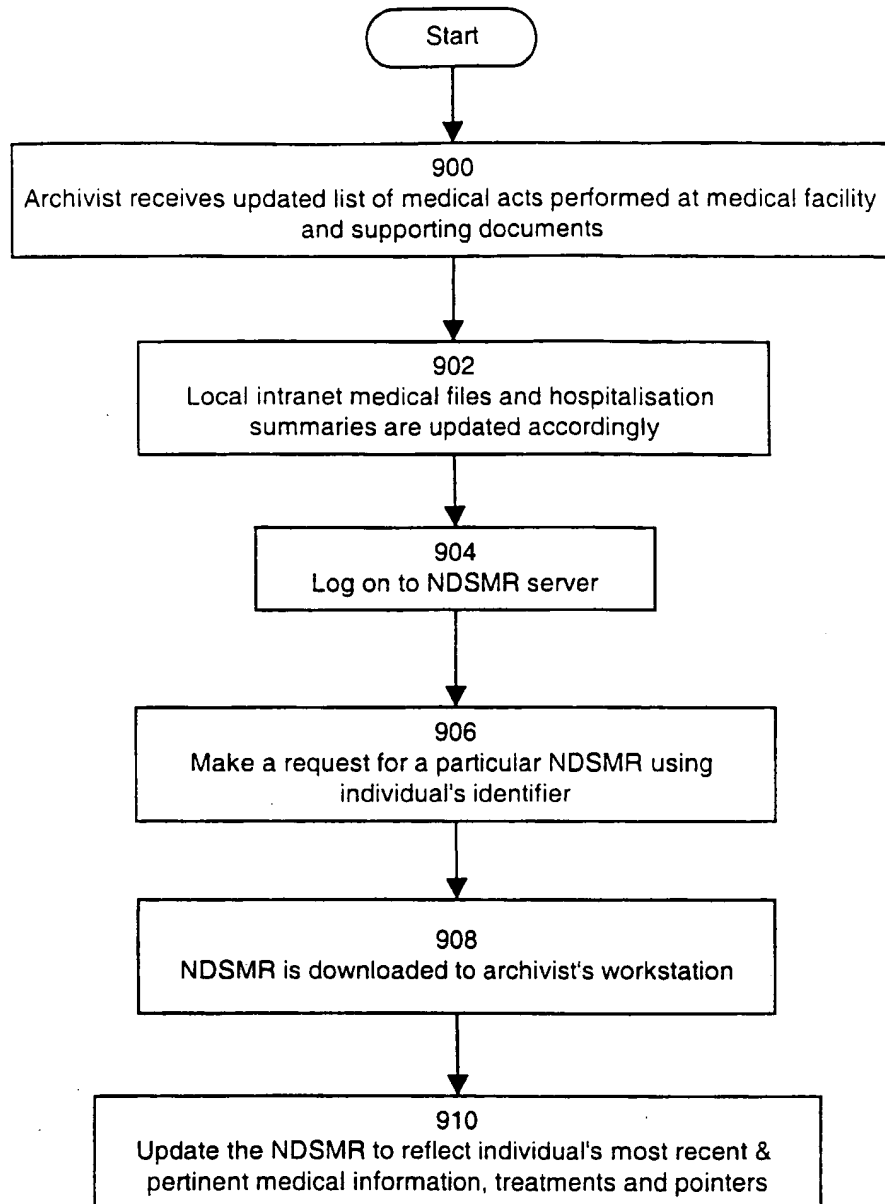 Start
900
Archivist receives updated list of medical acts performed at medical facility
and supporting documents
902
Local intranet medical files and hospitalisation
summaries are updated accordingly
904
Log on to NDSMR server
906
Make a request for a particular NDSMR using
individual's identifier
908
NDSMR is downloaded to archivist's workstation
910
Update the NDSMR to reflect individual's most recent &
pertinent medical information, treatments and pointers